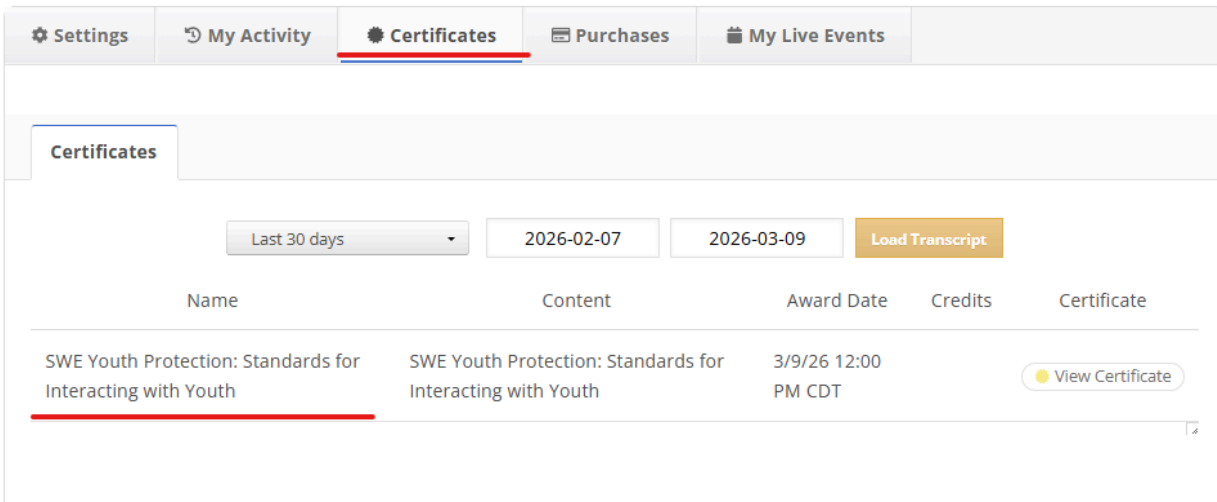 Settings My Activity Certificates Purchases My Live Events
Certificates
Last 30 days 2026-02-07 2026-03-09 Load Transcript
Name Content Award Date Credits Certificate
SWE Youth Protection: Standards for SWE Youth Protection: Standards for 3/9/26 12:00
Interacting with Youth Interacting with Youth PM CDT
View Certificate